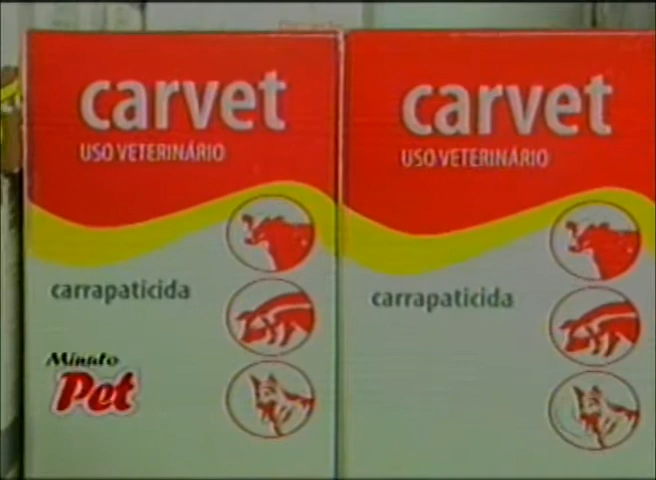 carvet
USO VETERINÁRIO
carrapaticida
Minuto
Pet
carvet
USO VETERINÁRIO
carrapaticida